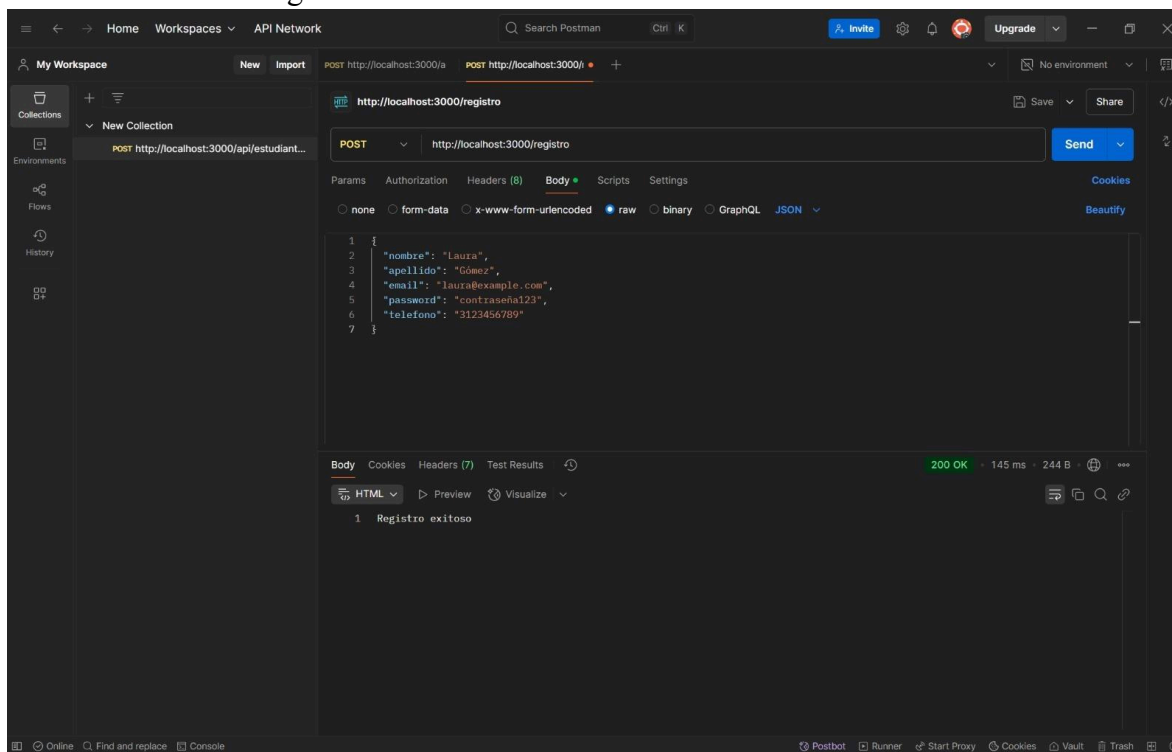 Home Workspaces API Network Search Postman Ctrl K Invite Upgrade
My Workspace New Import POST http://localhost:3000/a POST http://localhost:3000/r No environment
Collections
New Collection
POST http://localhost:3000/api/estudiant...
Environments
Flows
History
HTTP http://localhost:3000/registro Save Share
POST http://localhost:3000/registro Send
Params Authorization Headers (8) Body Scripts Settings Cookies
none form-data x-www-form-urlencoded raw binary GraphQL JSON Beautify
1 {
2 "nombre": "Laura",
3 "apellido": "Gómez",
4 "email": "laura@example.com",
5 "password": "contraseña123",
6 "telefono": "3123456789"
7 }
Body Cookies Headers (7) Test Results 200 OK 145 ms 244 B
HTML Preview Visualize
1 Registro exitoso
Online Find and replace Console Postbot Runner Start Proxy Cookies Vault Trash